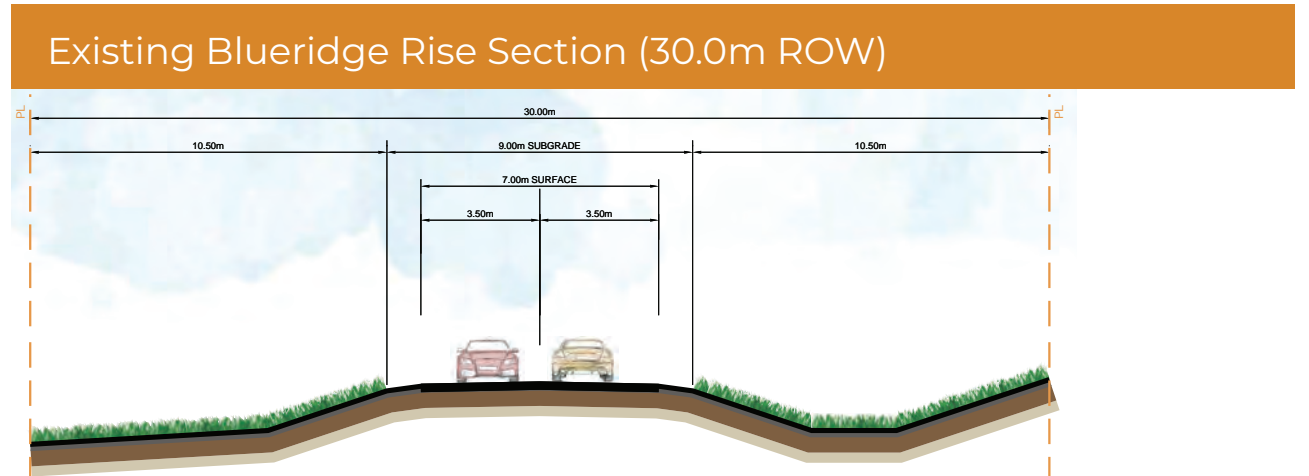 Existing Blueridge Rise Section (30.0m ROW)
PL
PL
30.00m
10.50m
9.00m SUBGRADE
10.50m
7.00m SURFACE
3.50m
3.50m